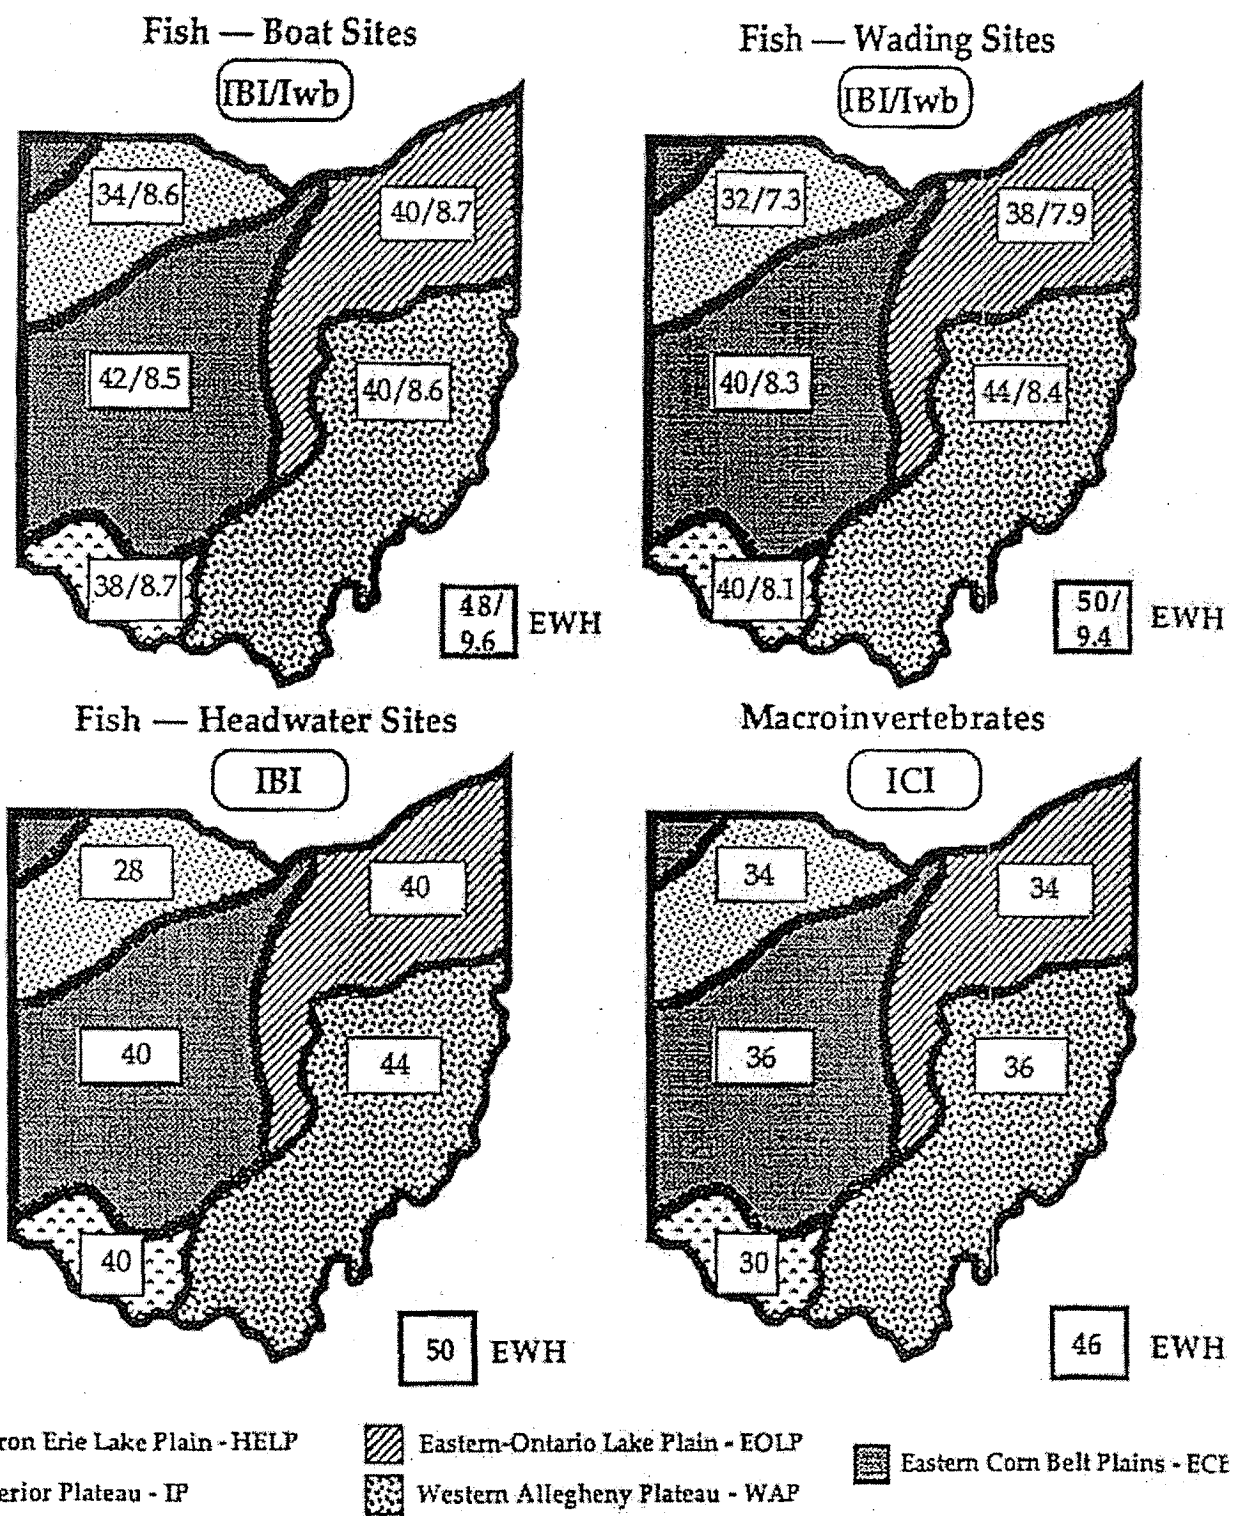 Fish — Boat Sites
IBI/Iwb
34/8.6
40/8.7
42/8.5
40/8.6
38/8.7
48/
9.6
EWH
Fish — Wading Sites
IBI/Iwb
32/7.3
38/7.9
40/8.3
44/8.4
40/8.1
50/
9.4
EWH
Fish — Headwater Sites
IBI
28
40
40
44
40
50 EWH
Macroinvertebrates
ICI
34
34
36
36
30
46 EWH
ron Erie Lake Plain - HELP
Eastern-Ontario Lake Plain - EOLP
Eastern Corn Belt Plains - ECE
erior Plateau - IP
Western Allegheny Plateau - WAP